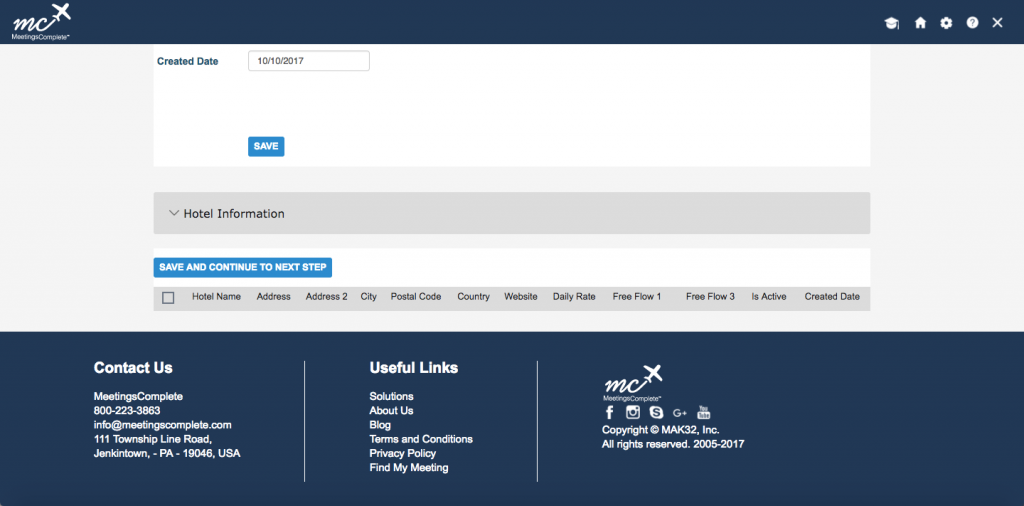 mc
MeetingsComplete™
Created Date 10/10/2017
SAVE
Hotel Information
SAVE AND CONTINUE TO NEXT STEP
Hotel Name Address Address 2 City Postal Code Country Website Daily Rate Free Flow 1 Free Flow 3 Is Active Created Date
Contact Us
MeetingsComplete
800-223-3863
info@meetingscomplete.com
111 Township Line Road,
Jenkintown, - PA - 19046, USA
Useful Links
Solutions
About Us
Blog
Terms and Conditions
Privacy Policy
Find My Meeting
mc
MeetingsComplete™
Copyright © MAK32, Inc.
All rights reserved. 2005-2017